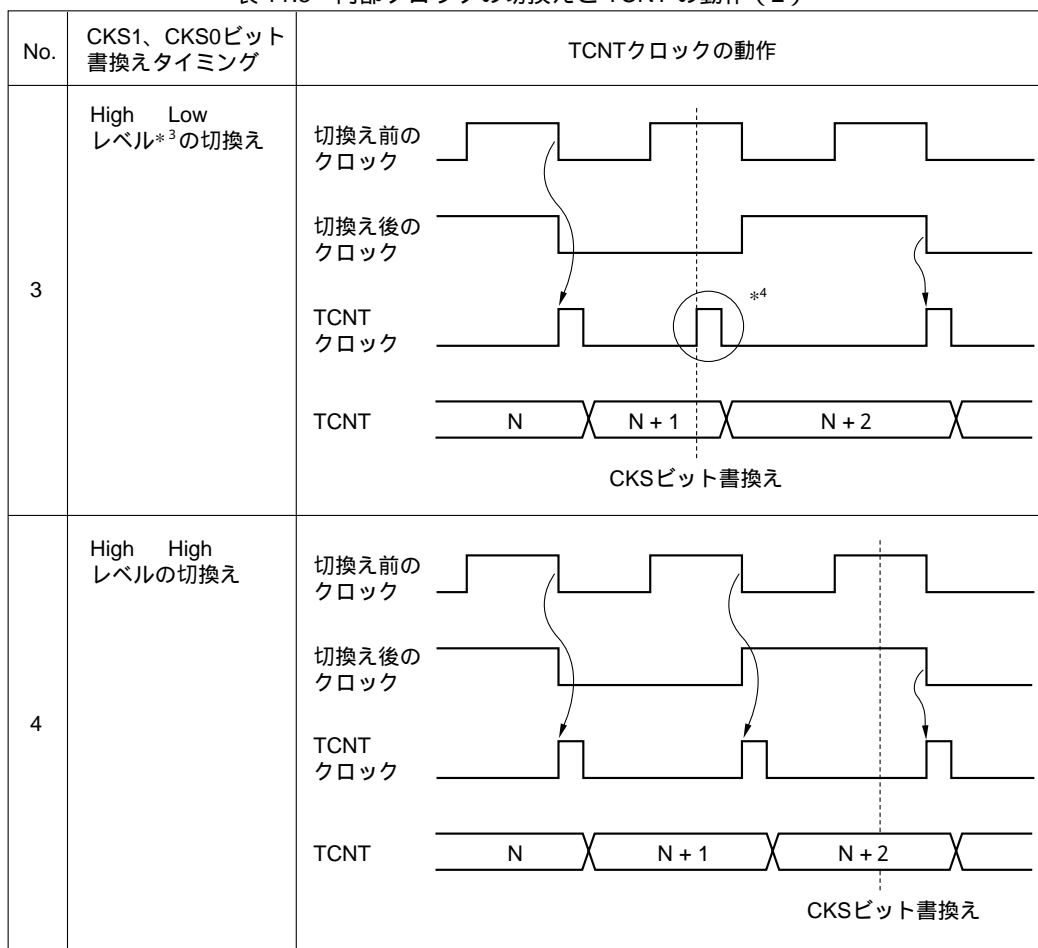 No.
CKS1、CKS0ビット
書換えタイミング
TCNTクロックの動作
3
High Low
レベル*3の切換え
切換え前の
クロック
切換え後の
クロック
TCNT
クロック
*4
TCNT
N
N + 1
N + 2
CKSビット書換え
4
High High
レベルの切換え
切換え前の
クロック
切換え後の
クロック
TCNT
クロック
TCNT
N
N + 1
N + 2
CKSビット書換え